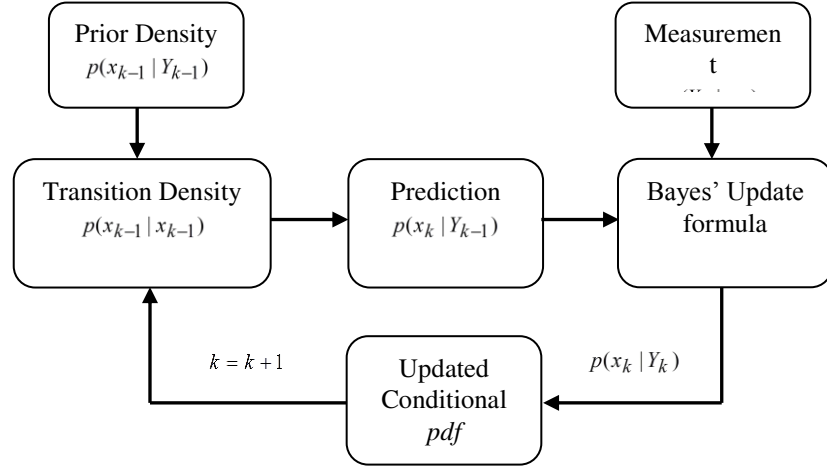 Prior Density
p(x_{k-1} | Y_{k-1})
Measuremen
t
Transition Density
p(x_{k-1} | x_{k-1})
Prediction
p(x_k | Y_{k-1})
Bayes’ Update
formula
k = k + 1
Updated
Conditional
pdf
p(x_k | Y_k)